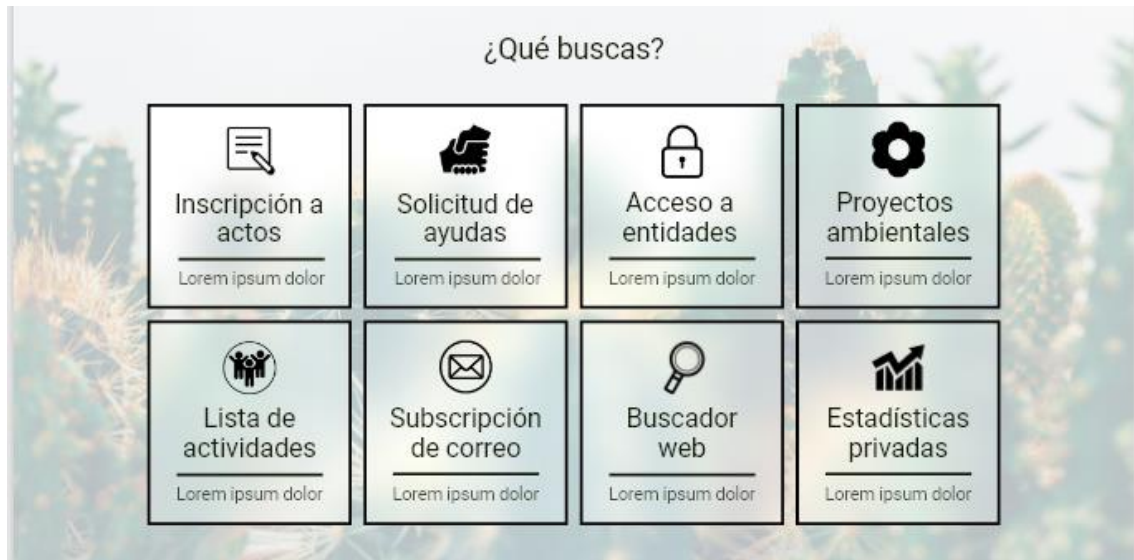 ¿Qué buscas?
Inscripción a
actos
Lorem ipsum dolor
Solicitud de
ayudas
Lorem ipsum dolor
Acceso a
entidades
Lorem ipsum dolor
Proyectos
ambientales
Lorem ipsum dolor
Lista de
actividades
Lorem ipsum dolor
Subscripción
de correo
Lorem ipsum dolor
Buscador
web
Lorem ipsum dolor
Estadísticas
privadas
Lorem ipsum dolor